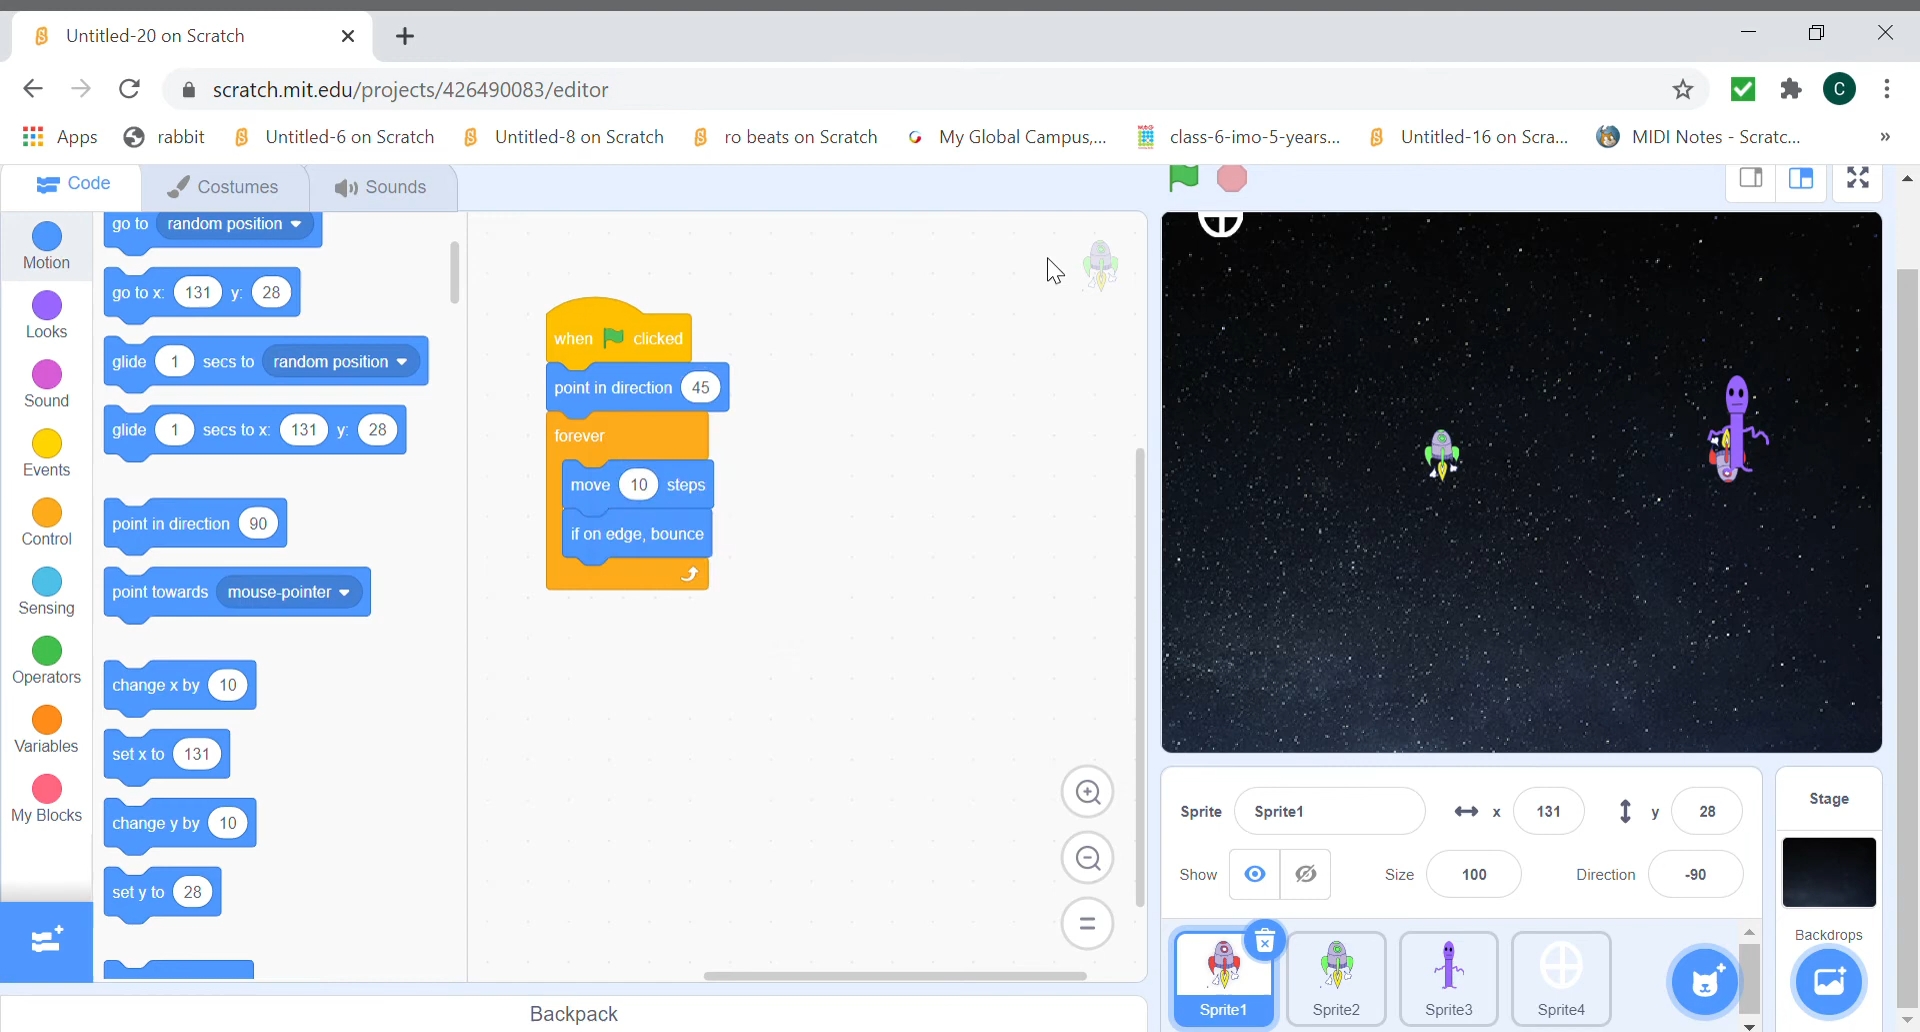 Untitled-20 on Scratch
scratch.mit.edu/projects/426490083/editor
C
Apps rabbit Untitled-6 on Scratch Untitled-8 on Scratch ro beats on Scratch My Global Campus,... class-6-imo-5-years... Untitled-16 on Scra... MIDI Notes - Scratc... »
Code Costumes Sounds
Motion
Looks
Sound
Events
Control
Sensing
Operators
Variables
My Blocks
go to random position
go to x: 131 y: 28
glide 1 secs to random position
glide 1 secs to x: 131 y: 28
point in direction 90
point towards mouse-pointer
change x by 10
set x to 131
change y by 10
set y to 28
when clicked
point in direction 45
forever
move 10 steps
if on edge, bounce
Sprite Sprite1 x 131 y 28
Show Size 100 Direction -90
Sprite1 Sprite2 Sprite3 Sprite4
Stage
Backdrops
Backpack